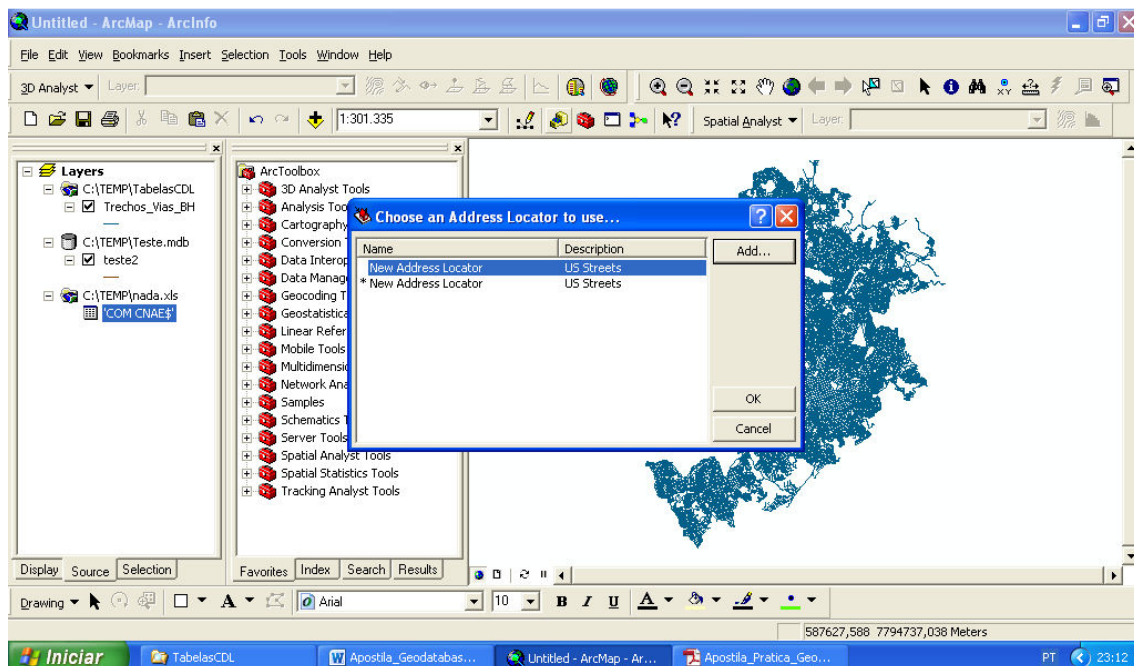 Untitled - ArcMap - ArcInfo
File Edit View Bookmarks Insert Selection Tools Window Help
3D Analyst Layer:
1:301.335 Spatial Analyst Layer:
Layers
C:\TEMP\TabelasCDL
Trechos_Vias_BH
C:\TEMP\Teste.mdb
teste2
C:\TEMP\nada.xls
'COM CNAE$'
Display Source Selection
ArcToolbox
3D Analyst Tools
Analysis Too
Cartography
Conversion
Data Interop
Data Manag
Geocoding T
Geostatistica
Linear Refer
Mobile Tools
Multidimensio
Network Ana
Samples
Schematics T
Server Tools
Spatial Analyst Tools
Spatial Statistics Tools
Tracking Analyst Tools
Favorites Index Search Results
Choose an Address Locator to use...
Name Description
New Address Locator US Streets
* New Address Locator US Streets
Add...
OK
Cancel
Drawing A Arial 10 B I U A
587627,588 7794737,038 Meters
Iniciar TabelasCDL Apostila_Geodatabas... Untitled - ArcMap - Ar... Apostila_Pratica_Geo... PT 23:12